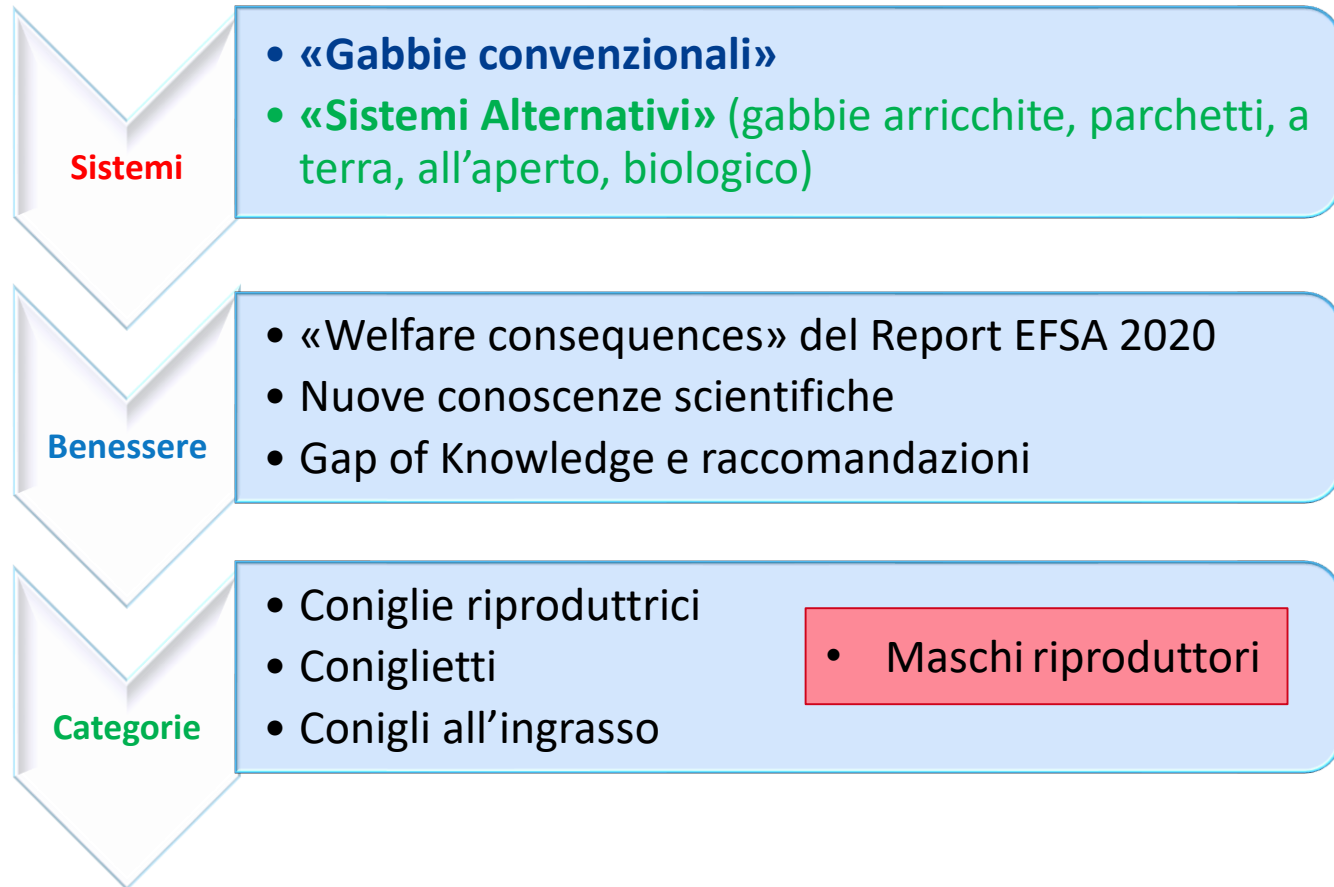 Sistemi
• «Gabbie convenzionali»
• «Sistemi Alternativi» (gabbie arricchite, parchetti, a
terra, all’aperto, biologico)
Benessere
• «Welfare consequences» del Report EFSA 2020
• Nuove conoscenze scientifiche
• Gap of Knowledge e raccomandazioni
Categorie
• Coniglie riproduttrici
• Coniglietti
• Conigli all’ingrasso
• Maschi riproduttori